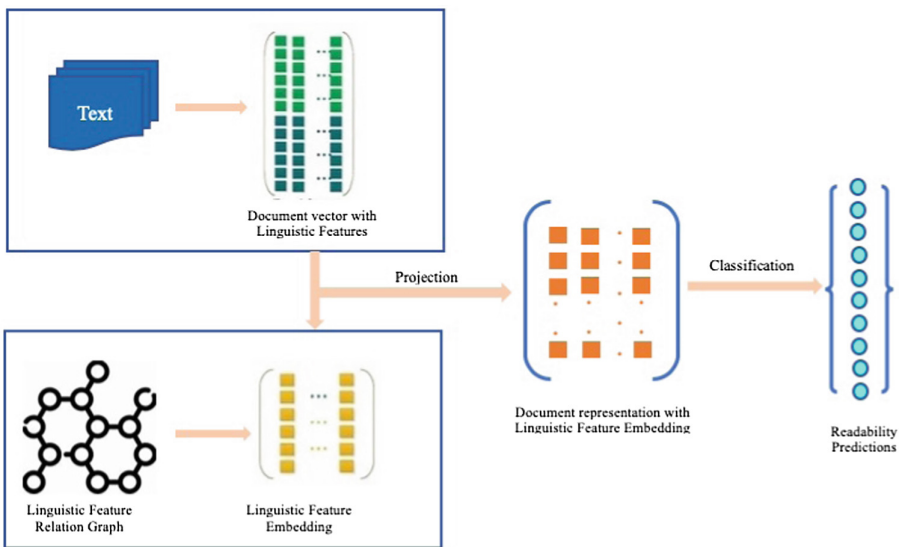 Text
Document vector with
Linguistic Features
Projection
Classification
Document representation with
Linguistic Feature Embedding
Readability
Predictions
Linguistic Feature
Relation Graph
Linguistic Feature
Embedding